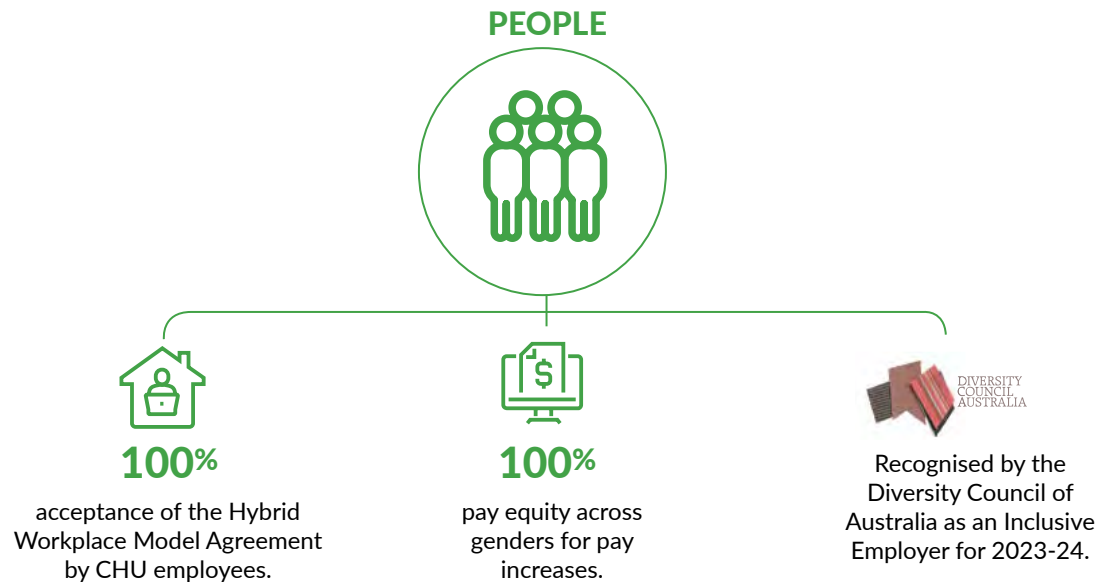 PEOPLE
$
100%
acceptance of the Hybrid
Workplace Model Agreement
by CHU employees.
100%
pay equity across
genders for pay
increases.
DIVERSITY
COUNCIL
AUSTRALIA
Recognised by the
Diversity Council of
Australia as an Inclusive
Employer for 2023-24.